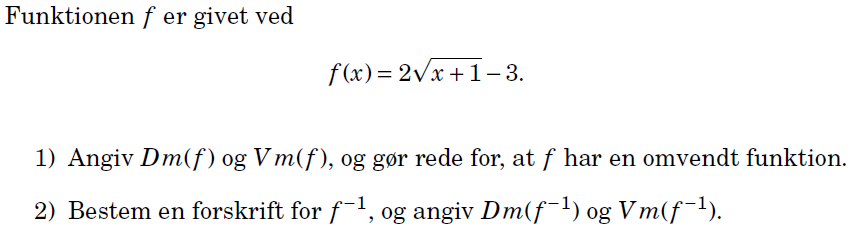 Funktionen f er givet ved
f(x) = 2√(x+1) − 3.
1) Angiv Dm(f) og Vm(f), og gør rede for, at f har en omvendt funktion.
2) Bestem en forskrift for f⁻¹, og angiv Dm(f⁻¹) og Vm(f⁻¹).